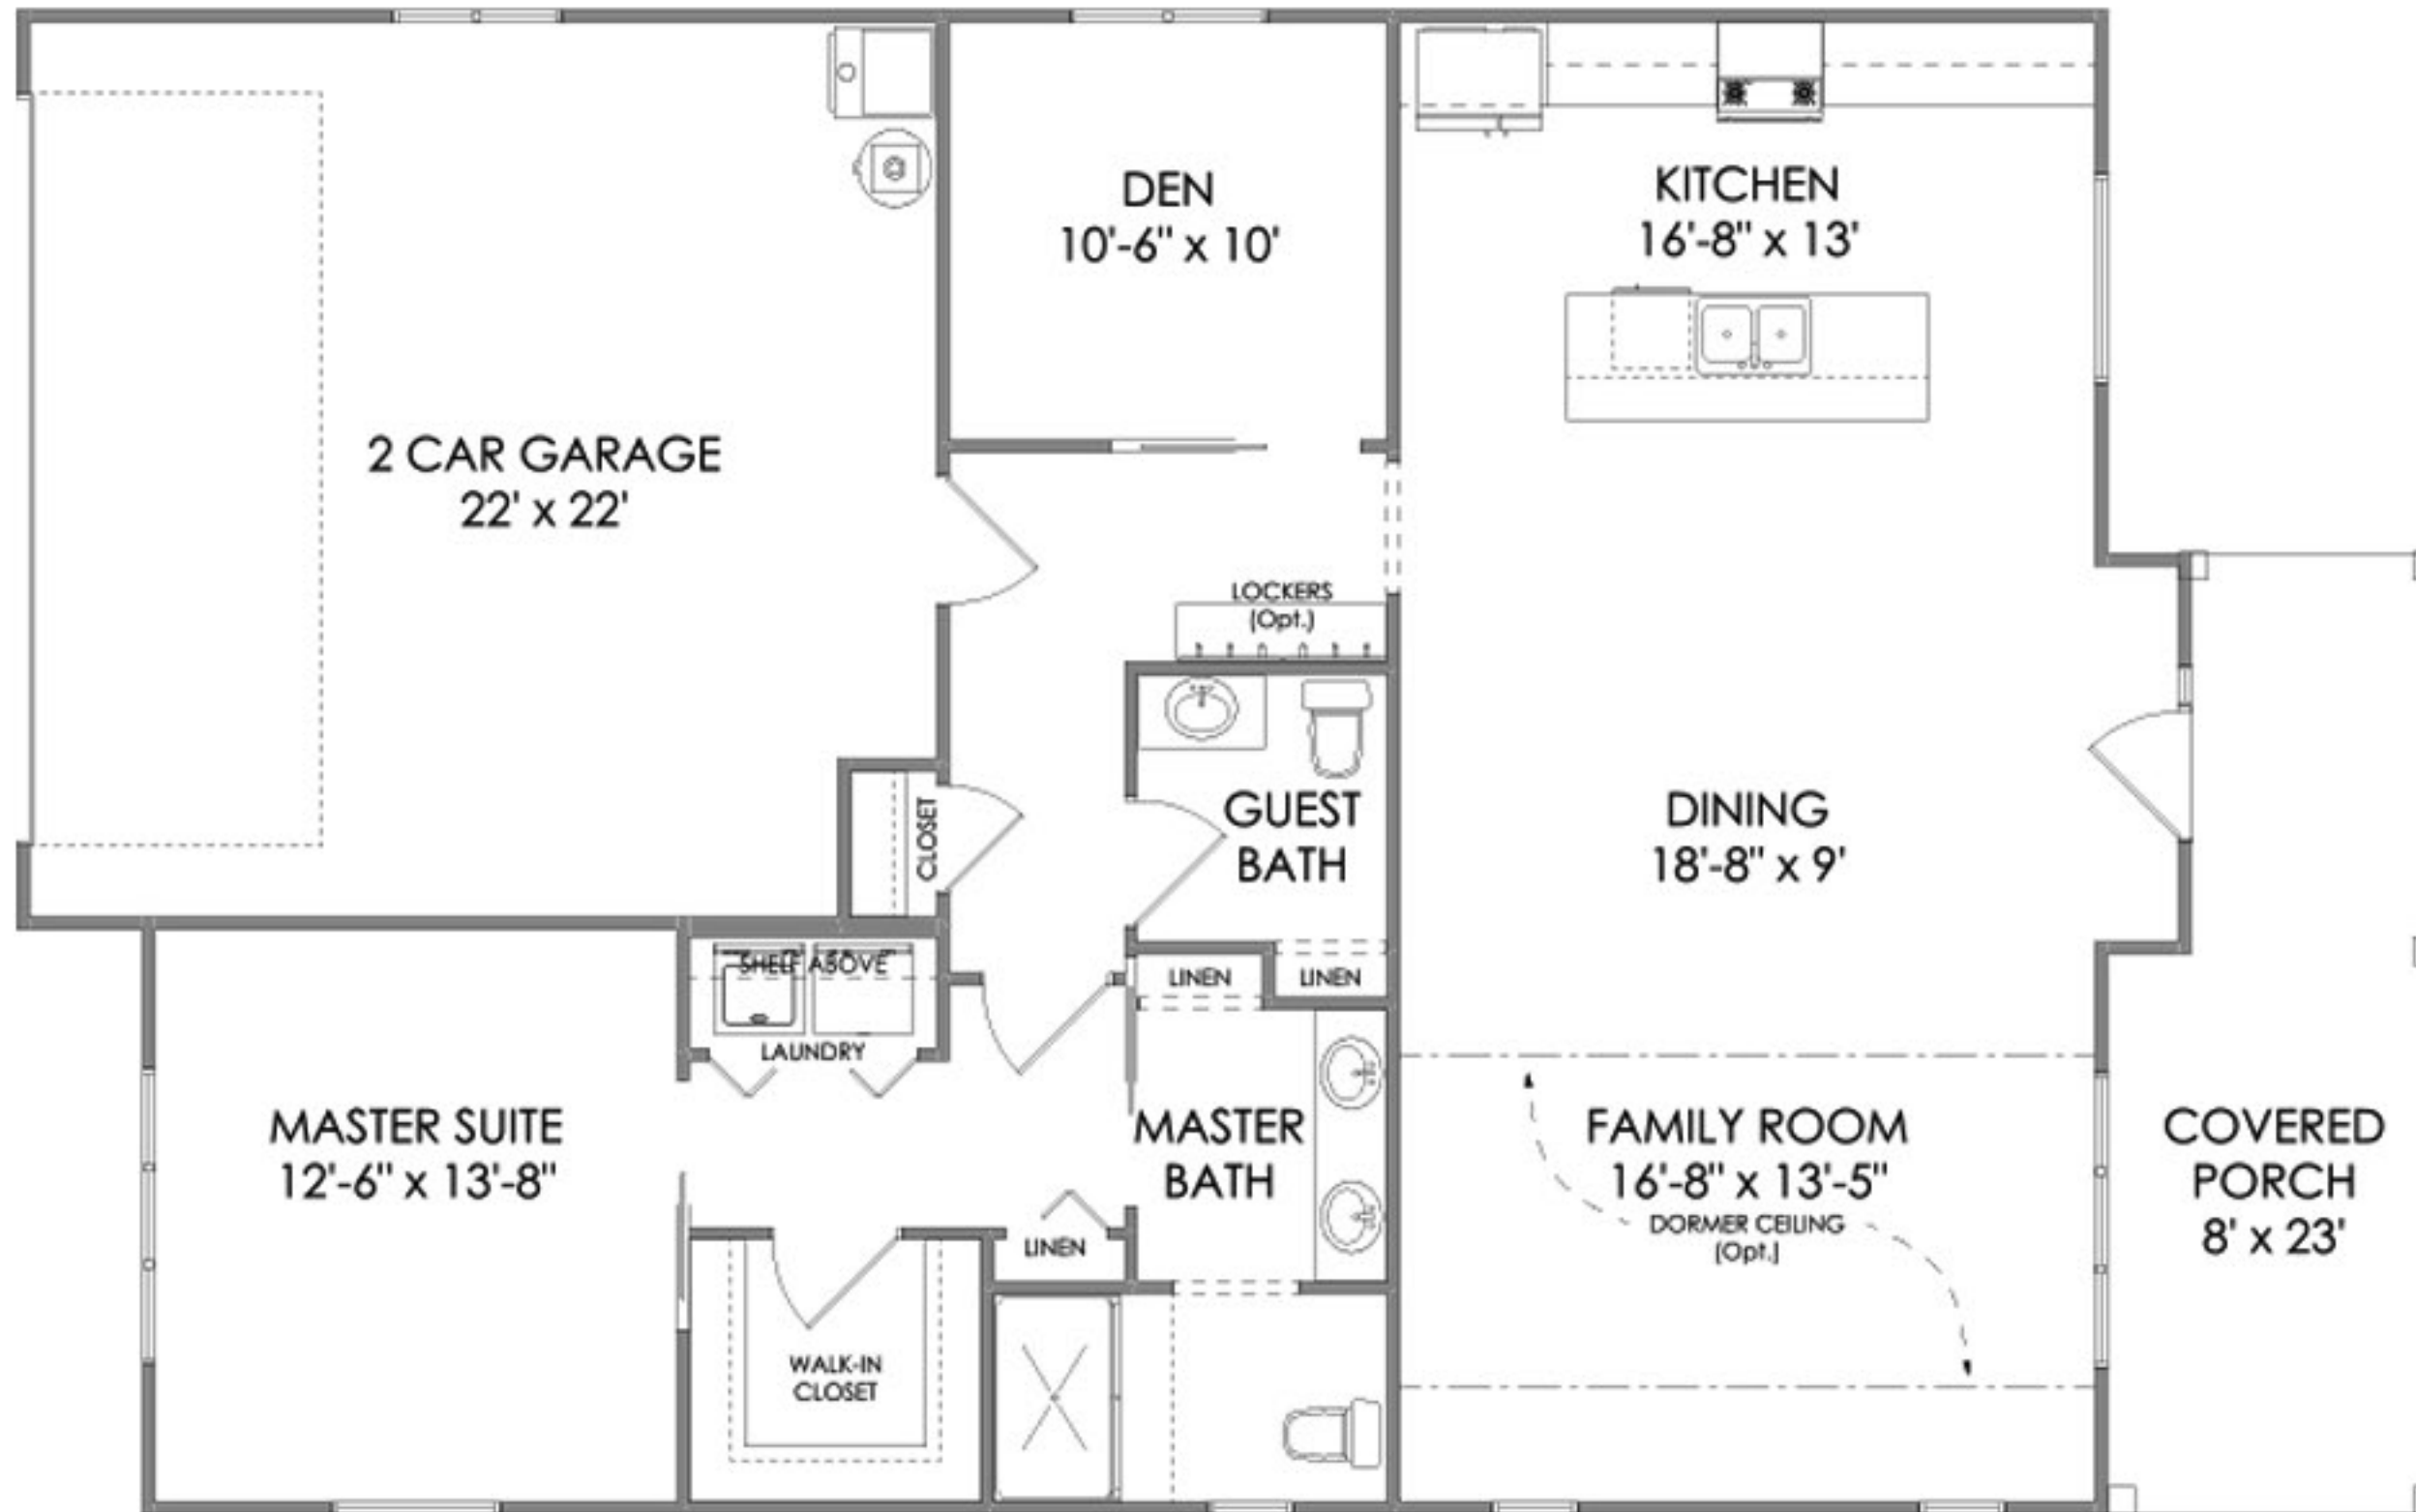 DEN
10'-6" x 10'
KITCHEN
16'-8" x 13'
2 CAR GARAGE
22' x 22'
LOCKERS
(Opt.)
CLOSET
GUEST
BATH
DINING
18'-8" x 9'
SHELF ABOVE
LINEN
LINEN
LAUNDRY
MASTER SUITE
12'-6" x 13'-8"
MASTER
BATH
FAMILY ROOM
16'-8" x 13'-5"
DORMER CEILING
(Opt.)
COVERED
PORCH
8' x 23'
LINEN
WALK-IN
CLOSET